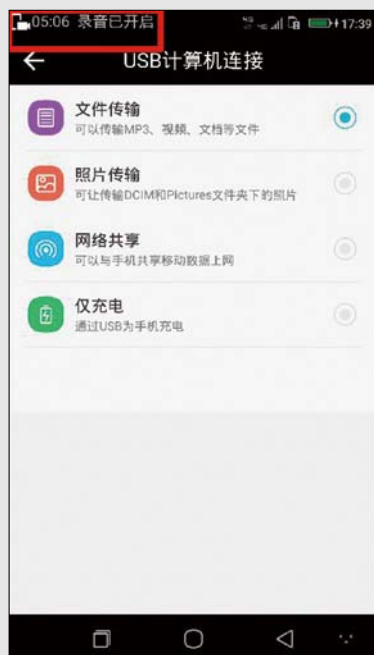 05:06 录音已开启 17:39
USB计算机连接
文件传输
可以传输MP3、视频、文档等文件
照片传输
可让传输DCIM和Pictures文件夹下的照片
网络共享
可以与手机共享移动数据上网
仅充电
通过USB为手机充电